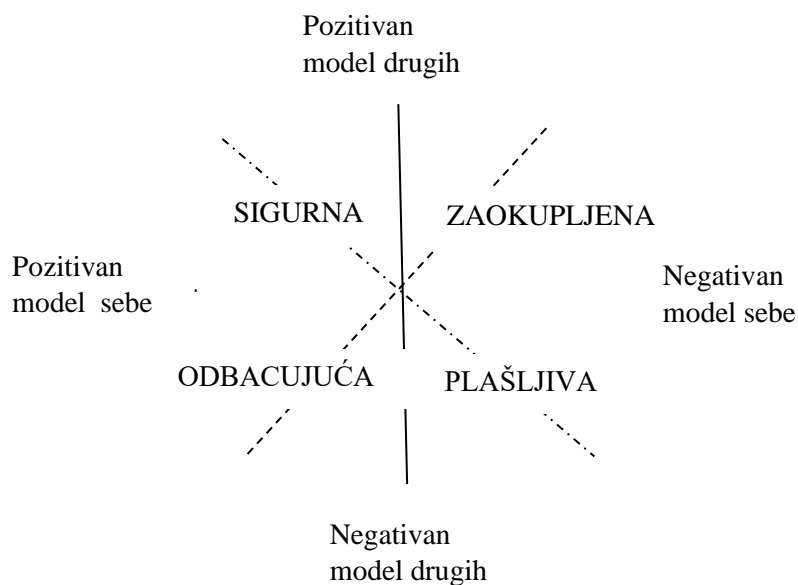 Pozitivan
model drugih
SIGURNA
ZAOKUPLJENA
Pozitivan
model sebe
Negativan
model sebe
ODBACUJUĆA
PLAŠLJIVA
Negativan
model drugih